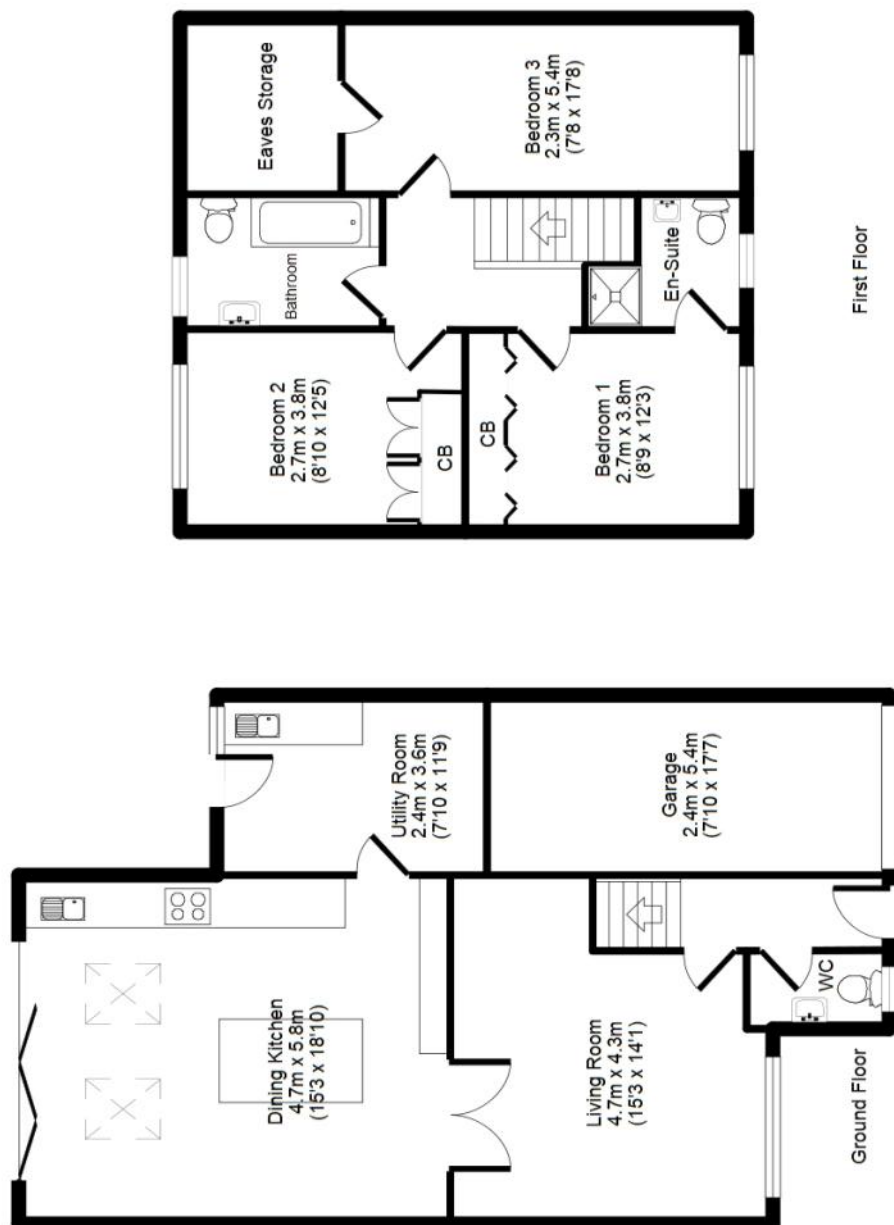 Dining Kitchen
4.7m x 5.8m
(15'3 x 18'10)
Utility Room
2.4m x 3.6m
(7'10 x 11'9)
Living Room
4.7m x 4.3m
(15'3 x 14'1)
Garage
2.4m x 5.4m
(7'10 x 17'7)
WC
Ground Floor
Eaves Storage
Bathroom
Bedroom 2
2.7m x 3.8m
(8'10 x 12'5)
CB
CB
Bedroom 3
2.3m x 5.4m
(7'8 x 17'8)
Bedroom 1
2.7m x 3.8m
(8'9 x 12'3)
En-Suite
First Floor